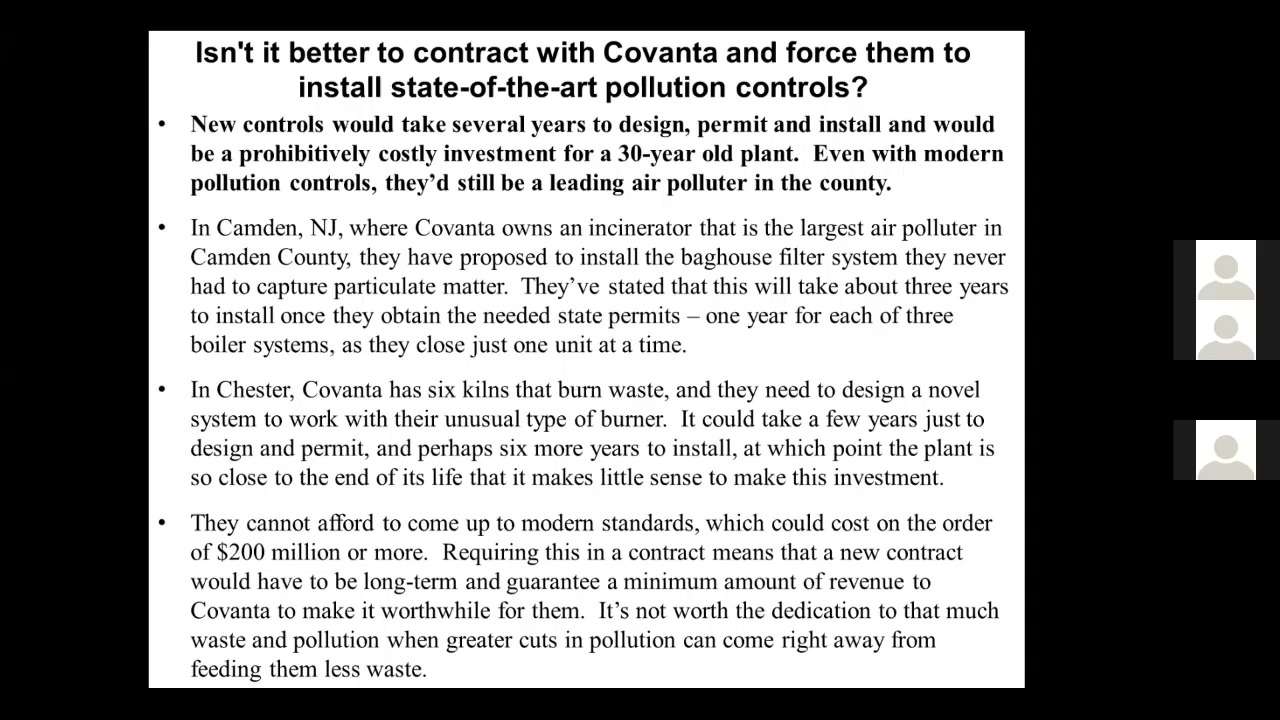 Isn't it better to contract with Covanta and force them to
install state-of-the-art pollution controls?
• New controls would take several years to design, permit and install and would
be a prohibitively costly investment for a 30-year old plant.  Even with modern
pollution controls, they’d still be a leading air polluter in the county.
• In Camden, NJ, where Covanta owns an incinerator that is the largest air polluter in
Camden County, they have proposed to install the baghouse filter system they never
had to capture particulate matter.  They’ve stated that this will take about three years
to install once they obtain the needed state permits – one year for each of three
boiler systems, as they close just one unit at a time.
• In Chester, Covanta has six kilns that burn waste, and they need to design a novel
system to work with their unusual type of burner.  It could take a few years just to
design and permit, and perhaps six more years to install, at which point the plant is
so close to the end of its life that it makes little sense to make this investment.
• They cannot afford to come up to modern standards, which could cost on the order
of $200 million or more.  Requiring this in a contract means that a new contract
would have to be long-term and guarantee a minimum amount of revenue to
Covanta to make it worthwhile for them.  It’s not worth the dedication to that much
waste and pollution when greater cuts in pollution can come right away from
feeding them less waste.